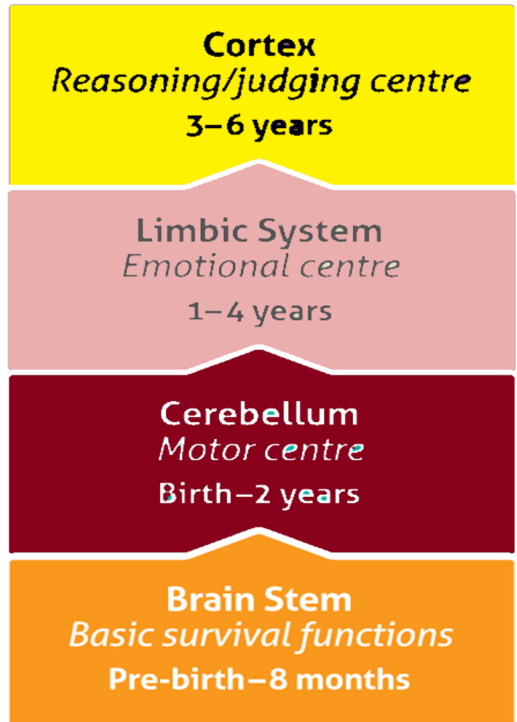 Cortex
Reasoning/judging centre
3–6 years
Limbic System
Emotional centre
1–4 years
Cerebellum
Motor centre
Birth–2 years
Brain Stem
Basic survival functions
Pre-birth–8 months